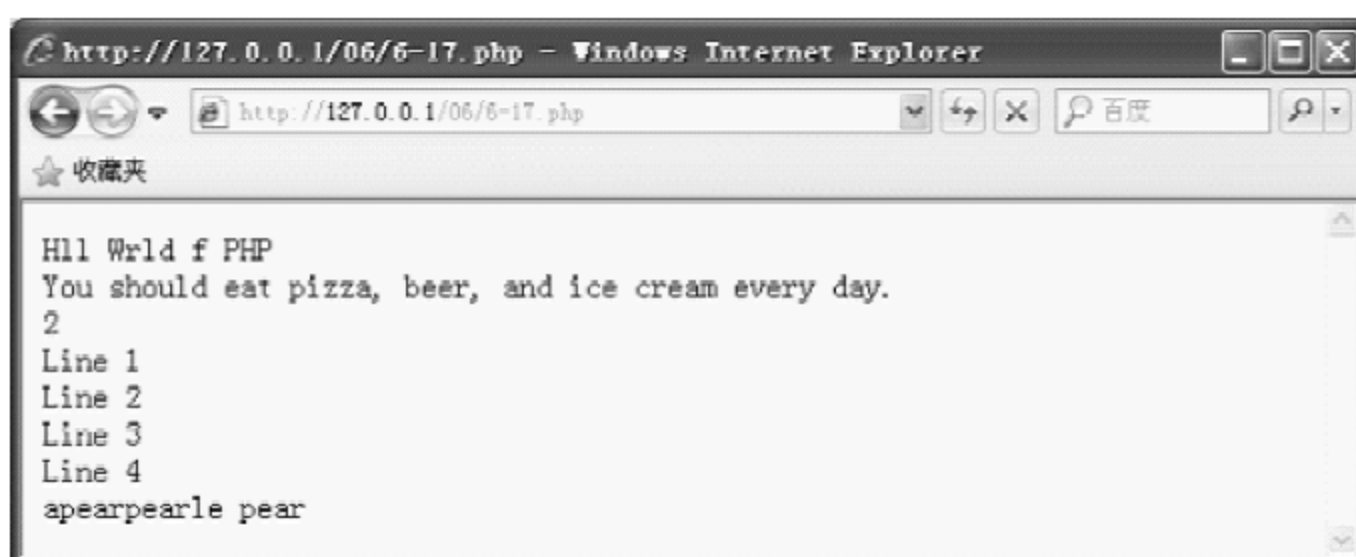 http://127.0.0.1/06/6-17.php - Windows Internet Explorer
http://127.0.0.1/06/6-17.php
百度
收藏夹
Hll Wrld f PHP
You should eat pizza, beer, and ice cream every day.
2
Line 1
Line 2
Line 3
Line 4
apearpearle pear